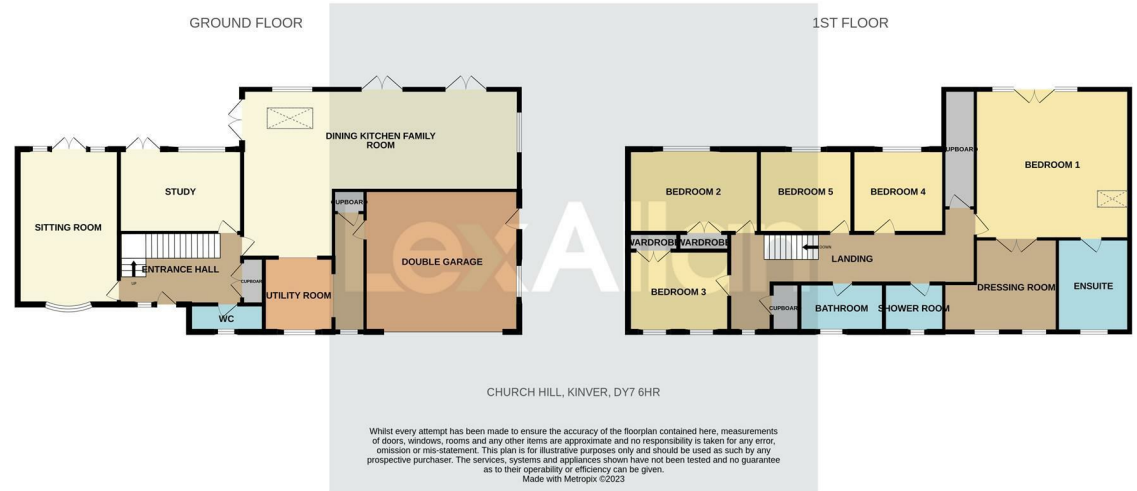 GROUND FLOOR
1ST FLOOR
DINING KITCHEN FAMILY
ROOM
STUDY
SITTING ROOM
CUPBOARD
DOUBLE GARAGE
ENTRANCE HALL
UP
CUPBOARD
UTILITY ROOM
WC
CUPBOARD
BEDROOM 1
BEDROOM 2
BEDROOM 5
BEDROOM 4
WARDROBE
WARDROBE
DOWN
LANDING
BEDROOM 3
DRESSING ROOM
ENSUITE
CUPBOARD
BATHROOM
SHOWER ROOM
LexAllan
CHURCH HILL, KINVER, DY7 6HR
Whilst every attempt has been made to ensure the accuracy of the floorplan contained here, measurements
of doors, windows, rooms and any other items are approximate and no responsibility is taken for any error,
omission or mis-statement. This plan is for illustrative purposes only and should be used as such by any
prospective purchaser. The services, systems and appliances shown have not been tested and no guarantee
as to their operability or efficiency can be given.
Made with Metropix ©2023